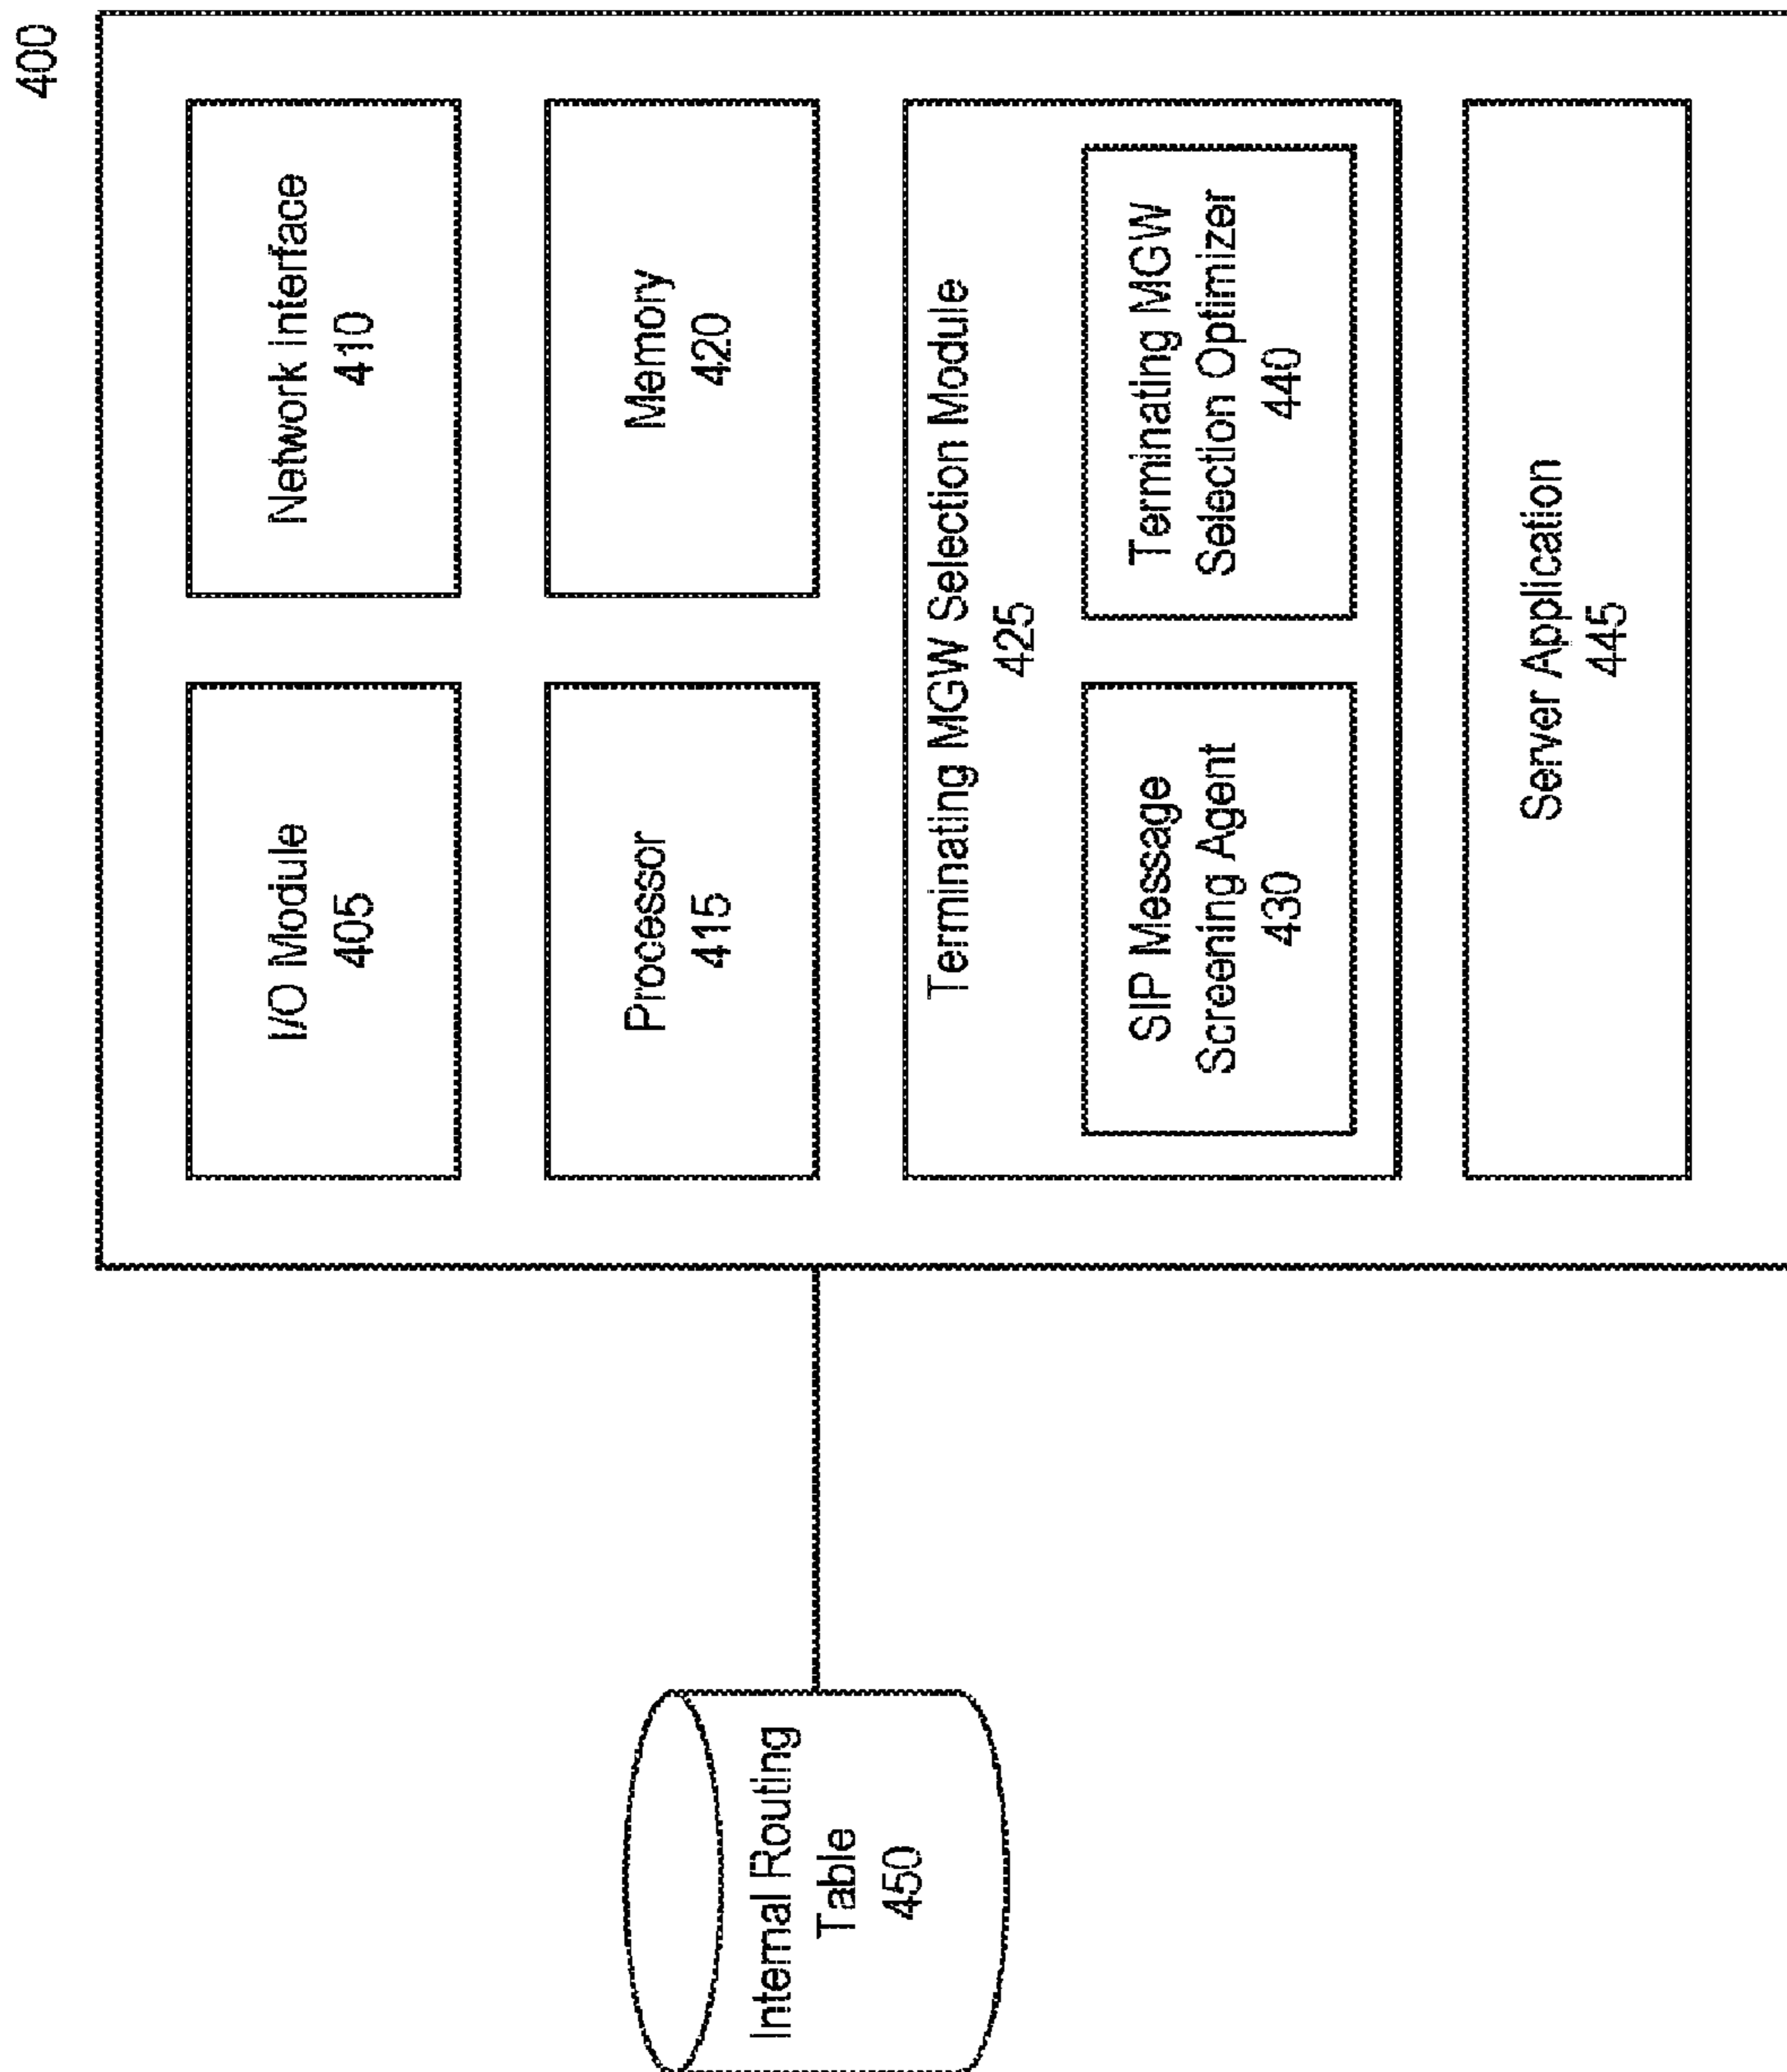 400
I/O Module
405
Network Interface
410
Processor
415
Memory
420
Terminating MGW Selection Module
425
SIP Message
Screening Agent
430
Terminating MGW
Selection Optimizer
440
Server Application
445
Internal Routing
Table
450